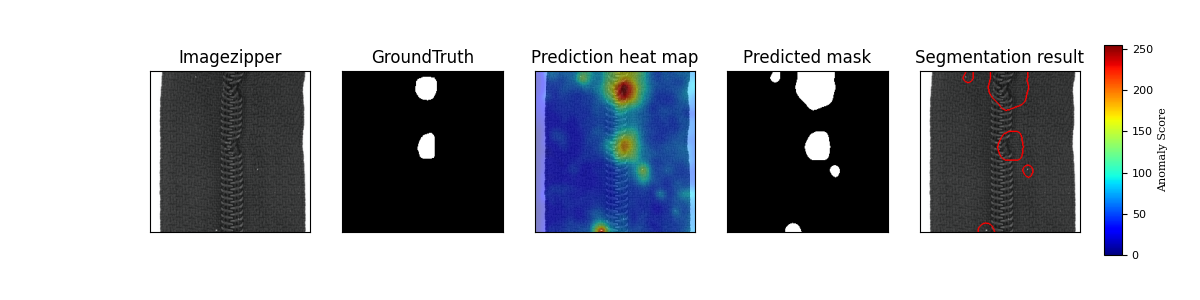 Imagezipper
GroundTruth
Prediction heat map
Predicted mask
Segmentation result
250
200
150
100
50
0
Anomaly Score